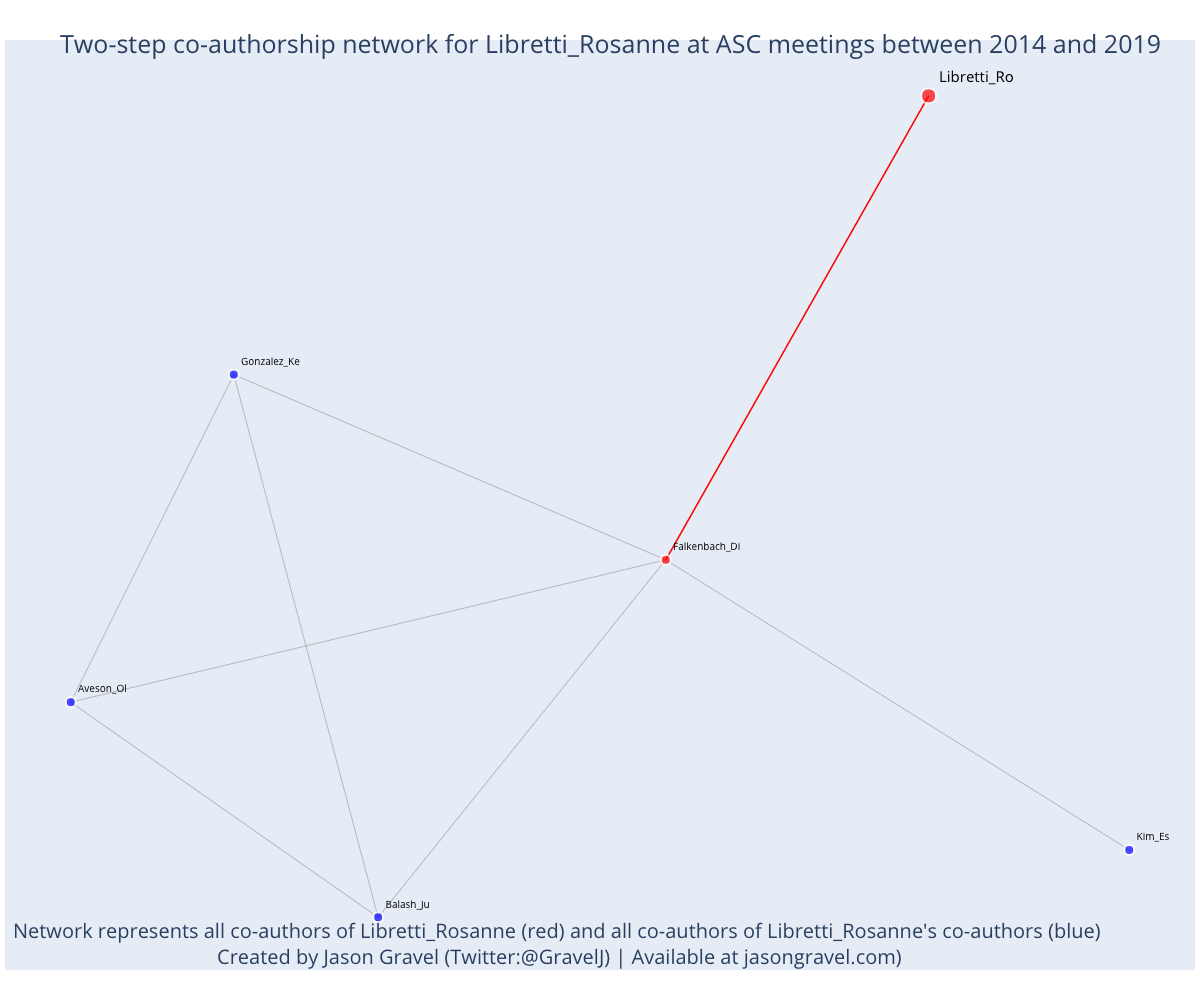 Two-step co-authorship network for Libretti_Rosanne at ASC meetings between 2014 and 2019
Libretti_Ro
Gonzalez_Ke
Falkenbach_Di
Aveson_Ol
Kim_Es
Balash_Ju
Network represents all co-authors of Libretti_Rosanne (red) and all co-authors of Libretti_Rosanne's co-authors (blue)
Created by Jason Gravel (Twitter:@GravelJ) | Available at jasongravel.com)